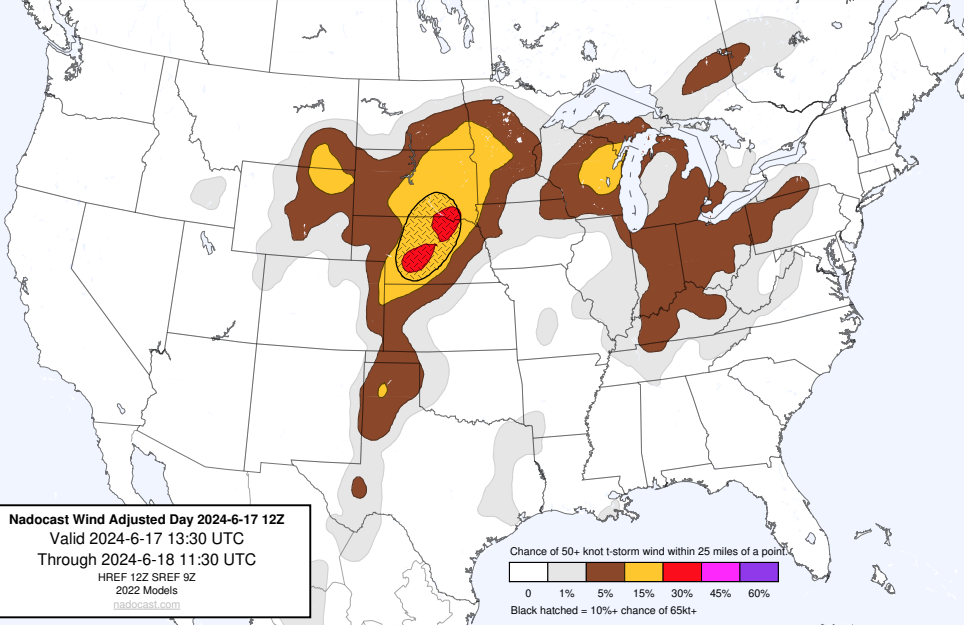 Nadocast Wind Adjusted Day 2024-6-17 12Z
Valid 2024-6-17 13:30 UTC
Through 2024-6-18 11:30 UTC
HREF 12Z SREF 9Z
2022 Models
nadocast.com
Chance of 50+ knot t-storm wind within 25 miles of a point.
0 1% 5% 15% 30% 45% 60%
Black hatched = 10%+ chance of 65kt+